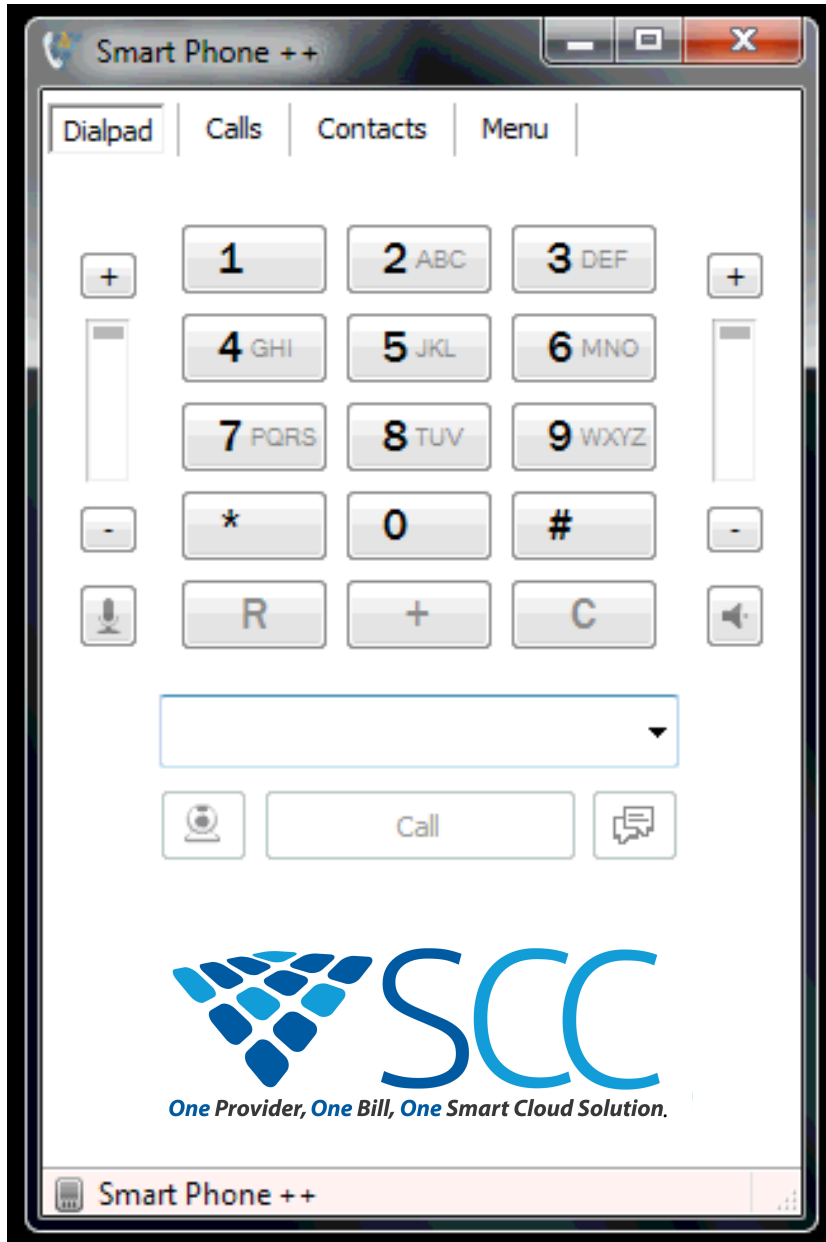 Smart Phone ++
Dialpad Calls Contacts Menu
+ 1 2 ABC 3 DEF +
4 GHI 5 JKL 6 MNO
7 PQRS 8 TUV 9 WXYZ
- * 0 # -
R + C
Call
SCC
One Provider, One Bill, One Smart Cloud Solution.
Smart Phone ++